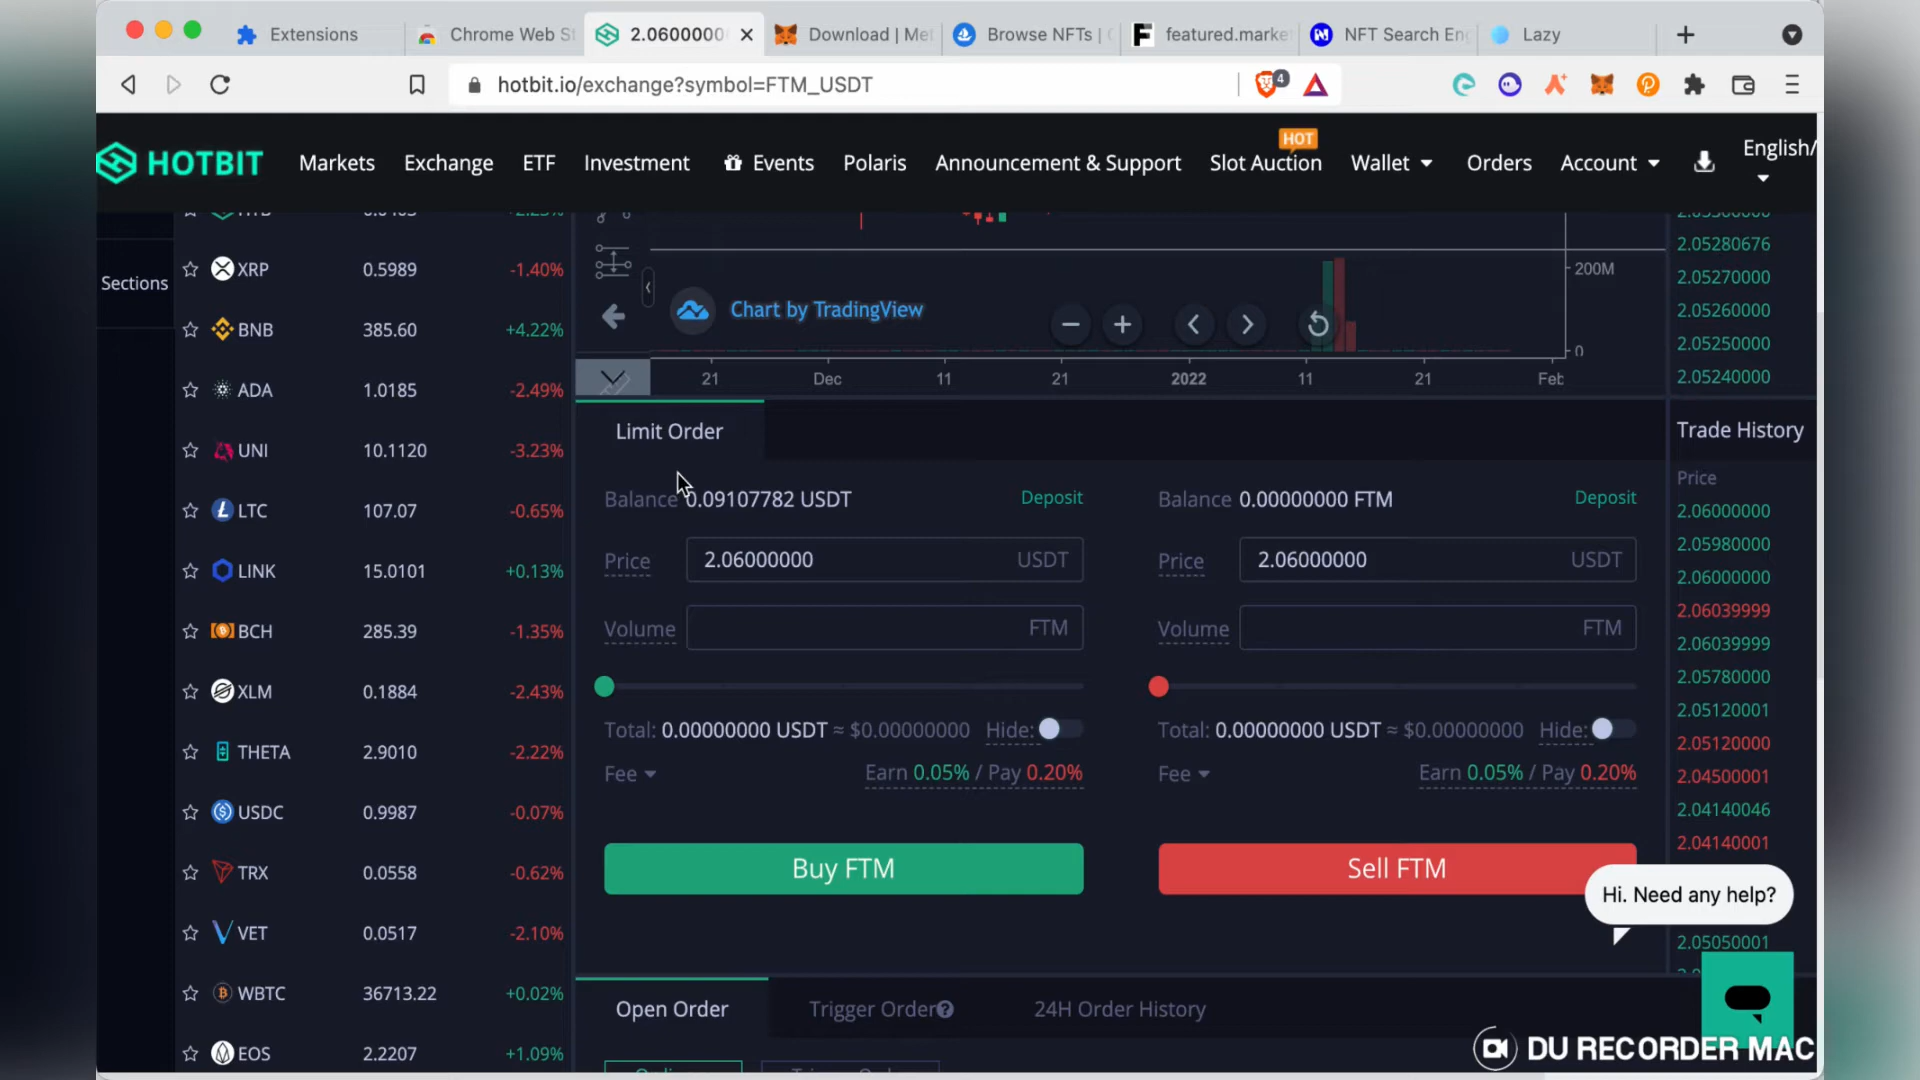 Extensions
Chrome Web St
2.0600000
Download | Met
Browse NFTs |
featured.marke
NFT Search Eng
Lazy
hotbit.io/exchange?symbol=FTM_USDT
4
HOTBIT
Markets
Exchange
ETF
Investment
Events
Polaris
Announcement & Support
HOT
Slot Auction
Wallet
Orders
Account
English/
Sections
XRP 0.5989 -1.40%
BNB 385.60 +4.22%
ADA 1.0185 -2.49%
UNI 10.1120 -3.23%
LTC 107.07 -0.65%
LINK 15.0101 +0.13%
BCH 285.39 -1.35%
XLM 0.1884 -2.43%
THETA 2.9010 -2.22%
USDC 0.9987 -0.07%
TRX 0.0558 -0.62%
VET 0.0517 -2.10%
WBTC 36713.22 +0.02%
EOS 2.2207 +1.09%
200M
0
Chart by TradingView
21 Dec 11 21 2022 11 21 Feb
Limit Order
Balance 0.09107782 USDT Deposit
Price 2.06000000 USDT
Volume FTM
Total: 0.00000000 USDT ≈ $0.00000000 Hide:
Fee Earn 0.05% / Pay 0.20%
Buy FTM
Balance 0.00000000 FTM Deposit
Price 2.06000000 USDT
Volume FTM
Total: 0.00000000 USDT ≈ $0.00000000 Hide:
Fee Earn 0.05% / Pay 0.20%
Sell FTM
Open Order
Trigger Order
24H Order History
2.05280676
2.05270000
2.05260000
2.05250000
2.05240000
Trade History
Price
2.06000000
2.05980000
2.06000000
2.06039999
2.06039999
2.05780000
2.05120001
2.05120000
2.04500001
2.04140046
2.04140001
2.05050001
Hi. Need any help?
DU RECORDER MAC